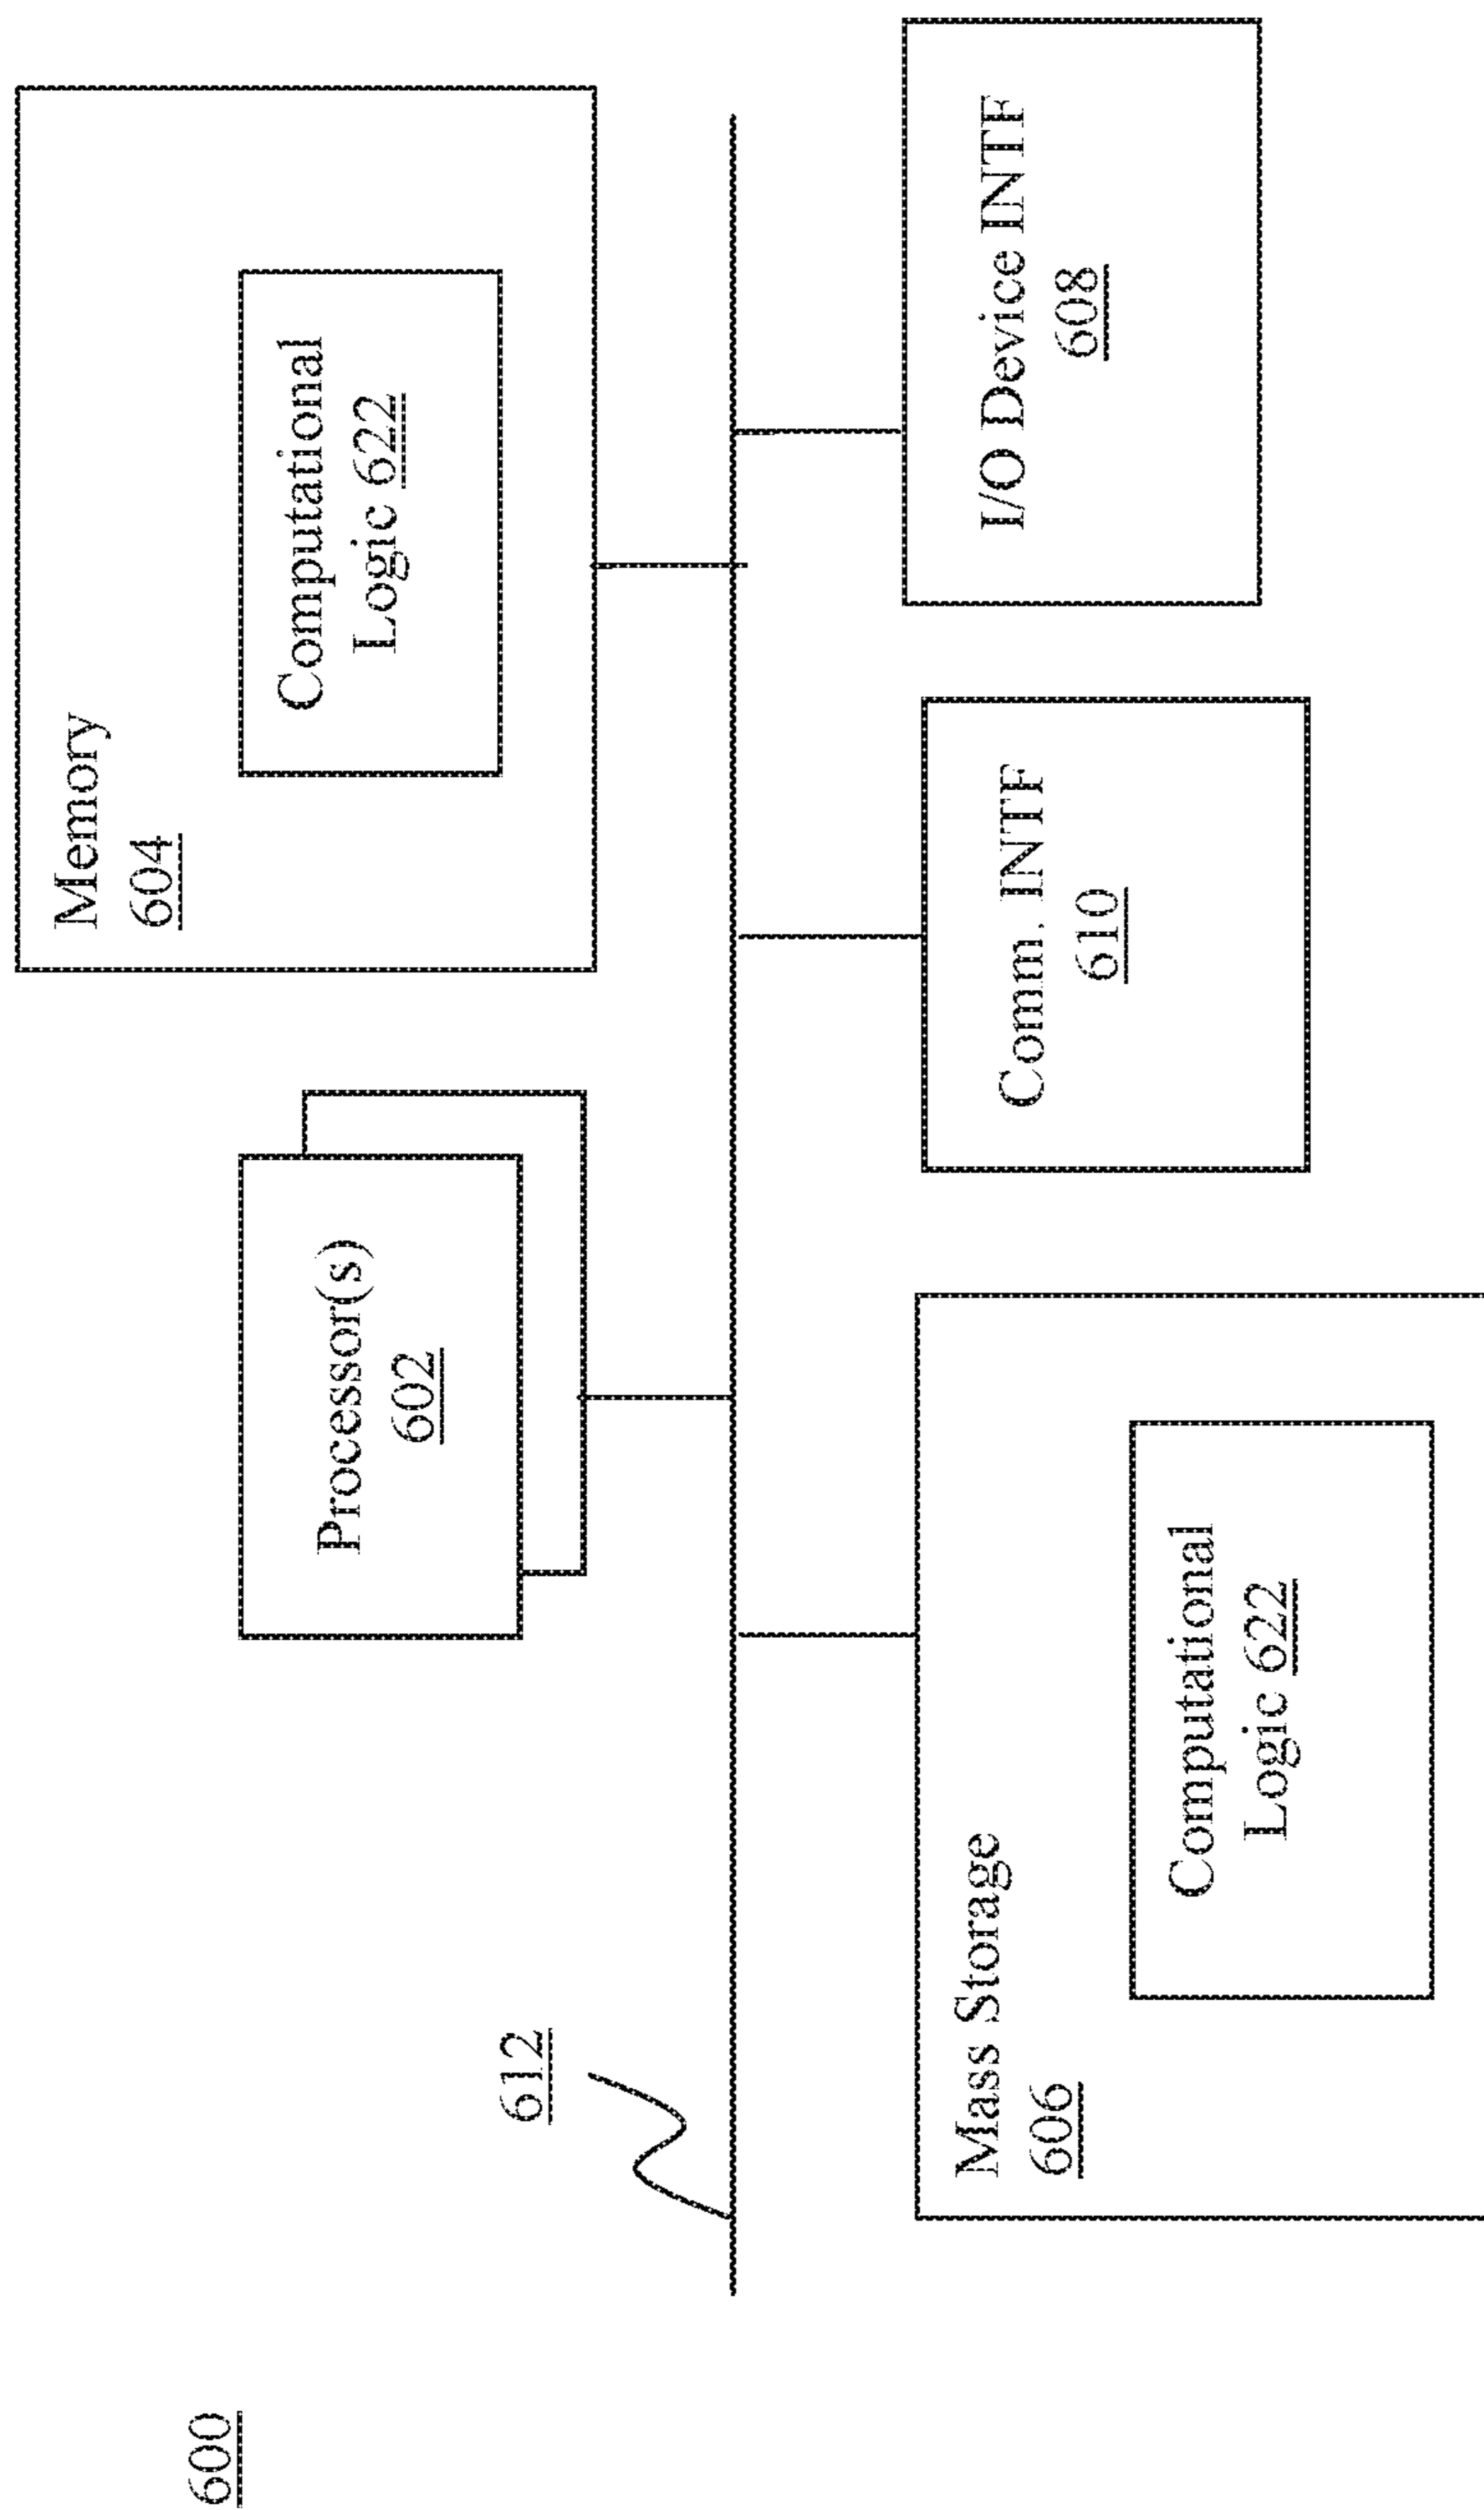 600
612
Processor(s)
602
Memory
604
Computational
Logic 622
Mass Storage
606
Computational
Logic 622
Comm. INTF
610
I/O Device INTF
608